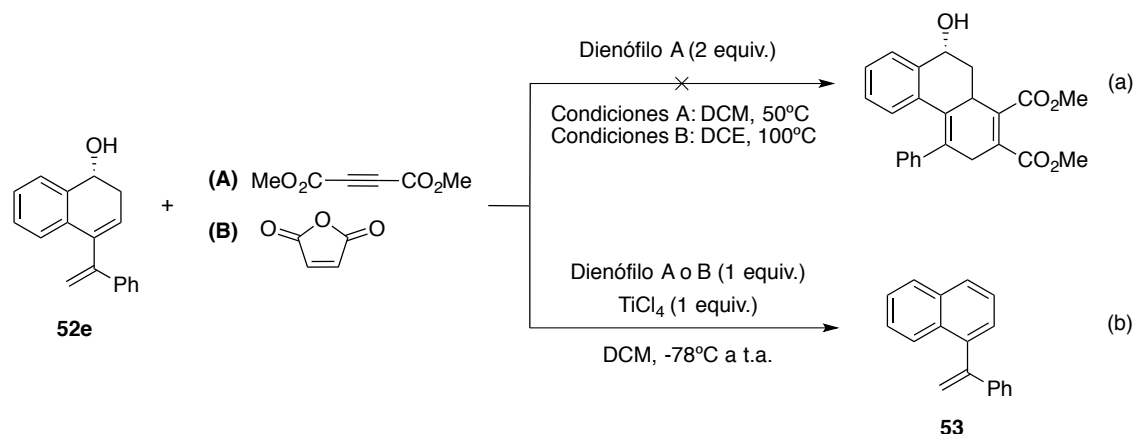 OH
Dienófilo A (2 equiv.)
(a)
CO2Me
Condiciones A: DCM, 50ºC
Condiciones B: DCE, 100ºC
Ph
CO2Me
OH
(A) MeO2C CO2Me
+
(B) O O O
Ph
52e
Dienófilo A o B (1 equiv.)
TiCl4 (1 equiv.)
(b)
DCM, -78ºC a t.a.
Ph
53